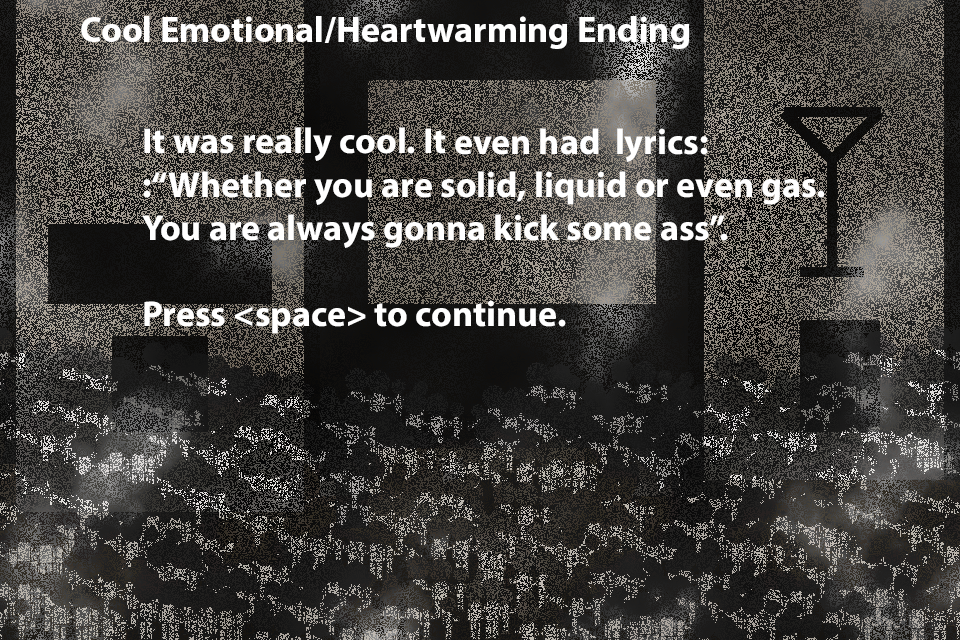 Cool Emotional/Heartwarming Ending
It was really cool. It even had  lyrics:
:“Whether you are solid, liquid or even gas.
You are always gonna kick some ass”.
Press <space> to continue.